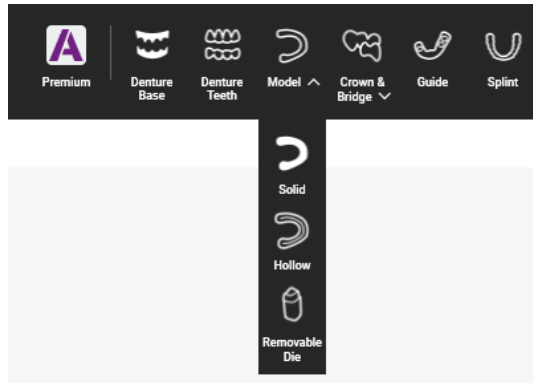 Premium
Denture
Base
Denture
Teeth
Model
Crown &
Bridge
Guide
Splint
Solid
Hollow
Removable
Die